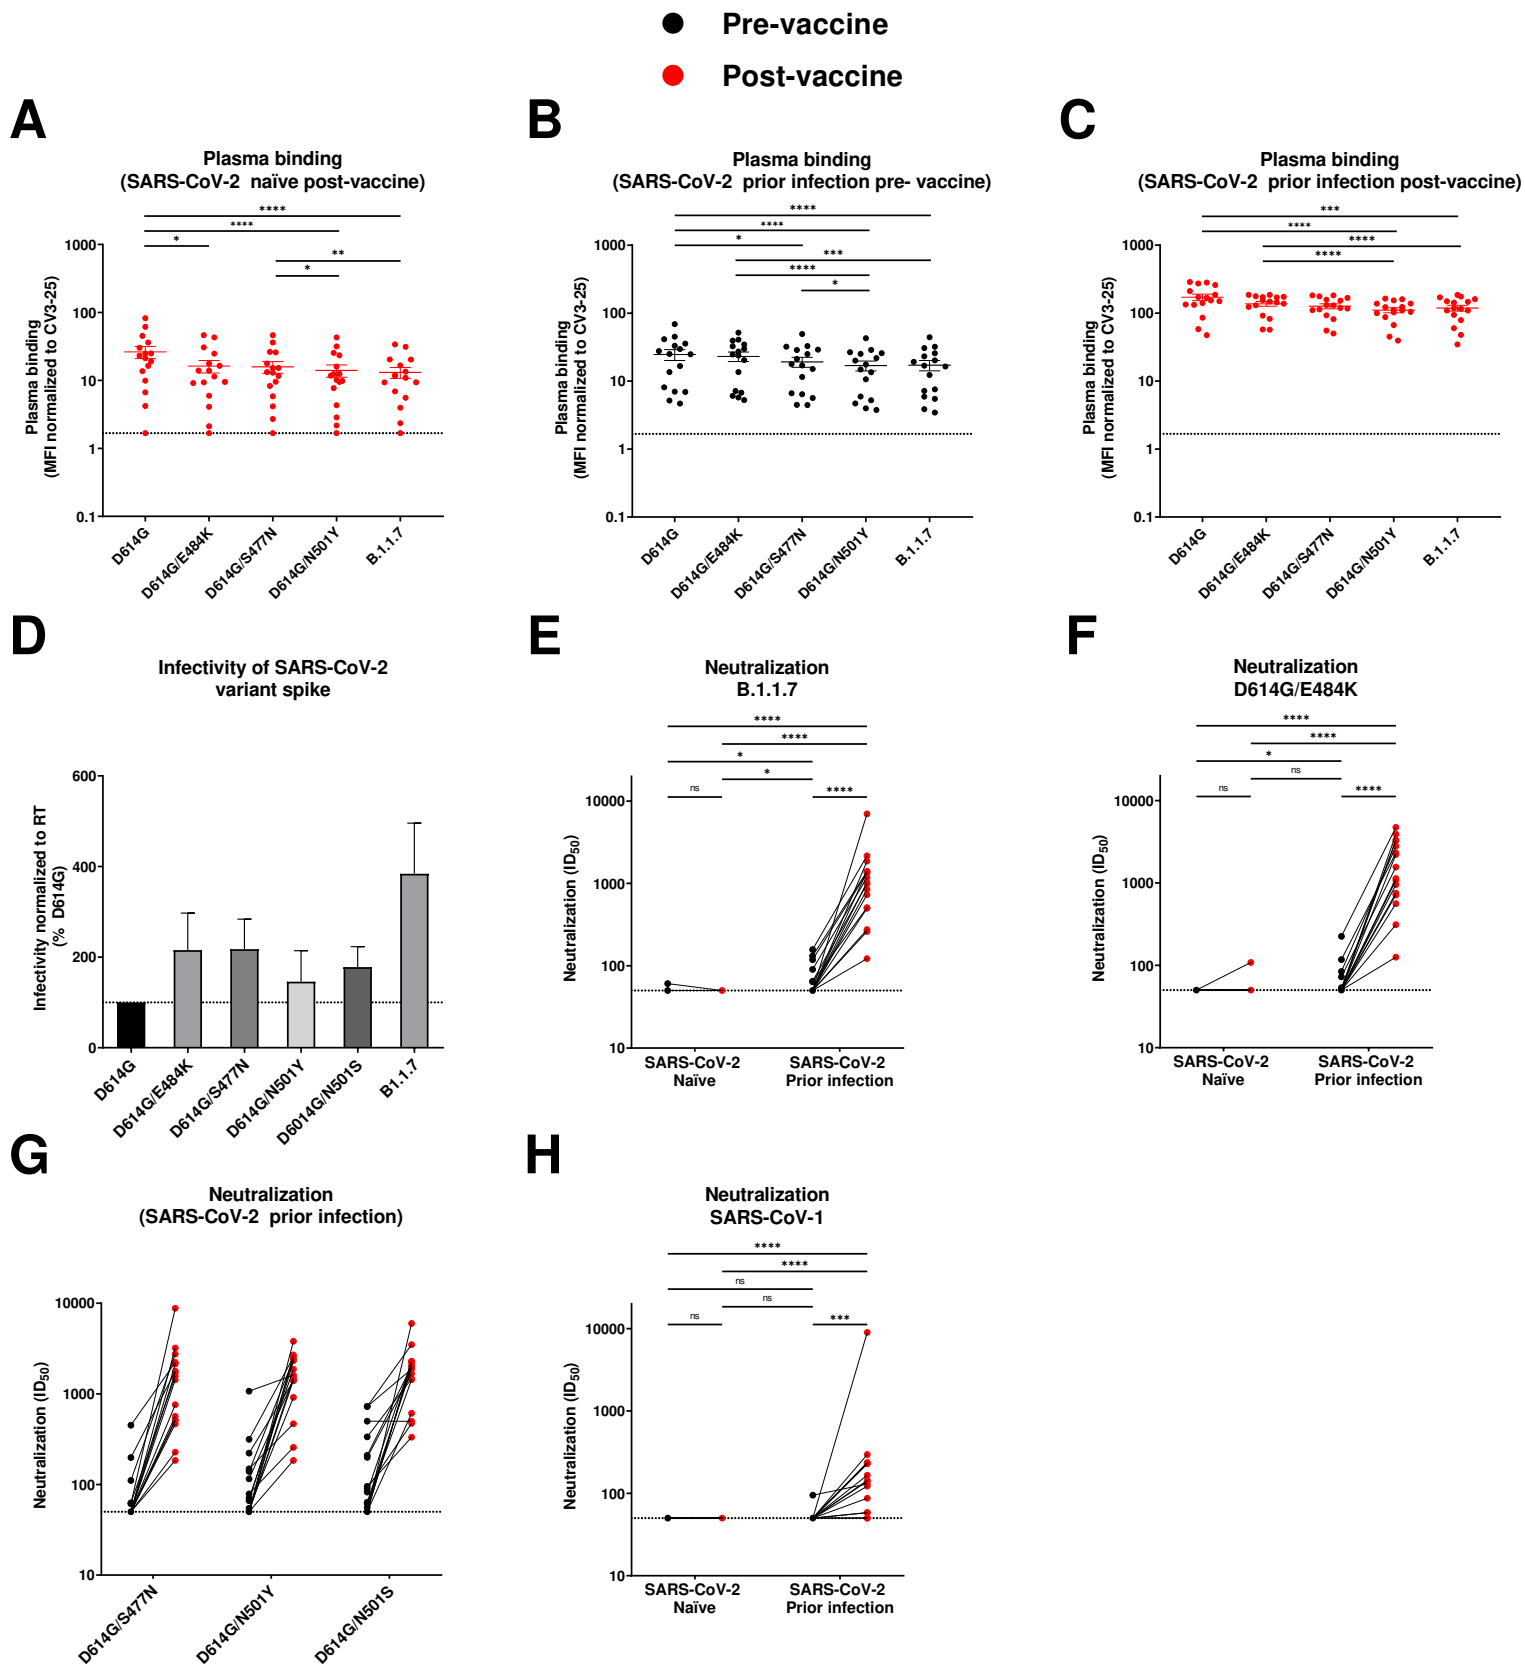 Pre-vaccine
Post-vaccine
A
Plasma binding
(SARS-CoV-2 naïve post-vaccine)
****
****
*
**
*
Plasma binding
(MFI normalized to CV3-25)
1000
100
10
1
0.1
D614G
D614G/E484K
D614G/S477N
D614G/N501Y
B.1.1.7
B
Plasma binding
(SARS-CoV-2 prior infection pre- vaccine)
****
****
*
***
****
*
Plasma binding
(MFI normalized to CV3-25)
1000
100
10
1
0.1
D614G
D614G/E484K
D614G/S477N
D614G/N501Y
B.1.1.7
C
Plasma binding
(SARS-CoV-2 prior infection post-vaccine)
***
****
****
****
Plasma binding
(MFI normalized to CV3-25)
1000
100
10
1
0.1
D614G
D614G/E484K
D614G/S477N
D614G/N501Y
B.1.1.7
D
Infectivity of SARS-CoV-2
variant spike
Infectivity normalized to RT
(% D614G)
600
400
200
0
D614G
D614G/E484K
D614G/S477N
D614G/N501Y
D6014G/N501S
B1.1.7
E
Neutralization
B.1.1.7
****
****
*
*
ns
****
Neutralization (ID50)
10000
1000
100
10
SARS-CoV-2
Naïve
SARS-CoV-2
Prior infection
F
Neutralization
D614G/E484K
****
****
*
ns
ns
****
Neutralization (ID50)
10000
1000
100
10
SARS-CoV-2
Naïve
SARS-CoV-2
Prior infection
G
Neutralization
(SARS-CoV-2 prior infection)
Neutralization (ID50)
10000
1000
100
10
D614G/S477N
D614G/N501Y
D614G/N501S
H
Neutralization
SARS-CoV-1
****
****
ns
ns
ns
***
Neutralization (ID50)
10000
1000
100
10
SARS-CoV-2
Naïve
SARS-CoV-2
Prior infection